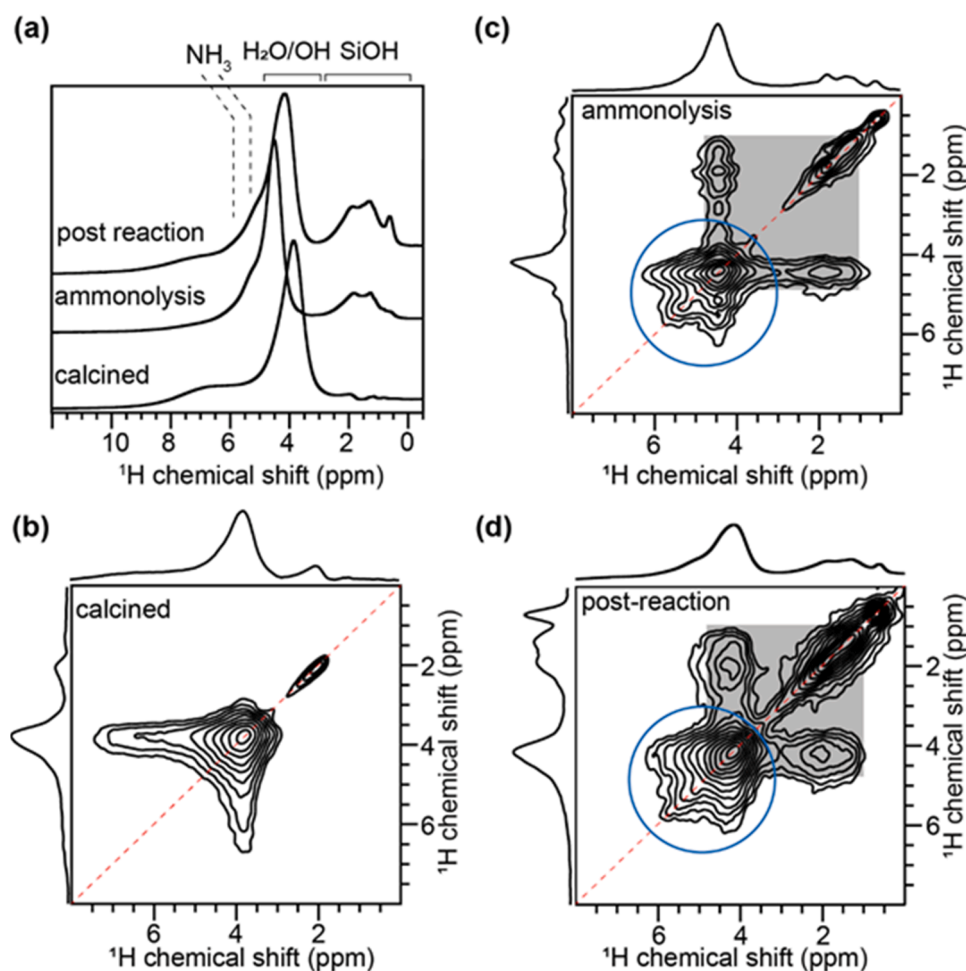 (a)
NH₃
H₂O/OH
SiOH
post reaction
ammonolysis
calcined
10 8 6 4 2 0
¹H chemical shift (ppm)
(c)
ammonolysis
2
4
6
¹H chemical shift (ppm)
6 4 2
¹H chemical shift (ppm)
(b)
calcined
2
4
6
¹H chemical shift (ppm)
6 4 2
¹H chemical shift (ppm)
(d)
post-reaction
2
4
6
¹H chemical shift (ppm)
6 4 2
¹H chemical shift (ppm)